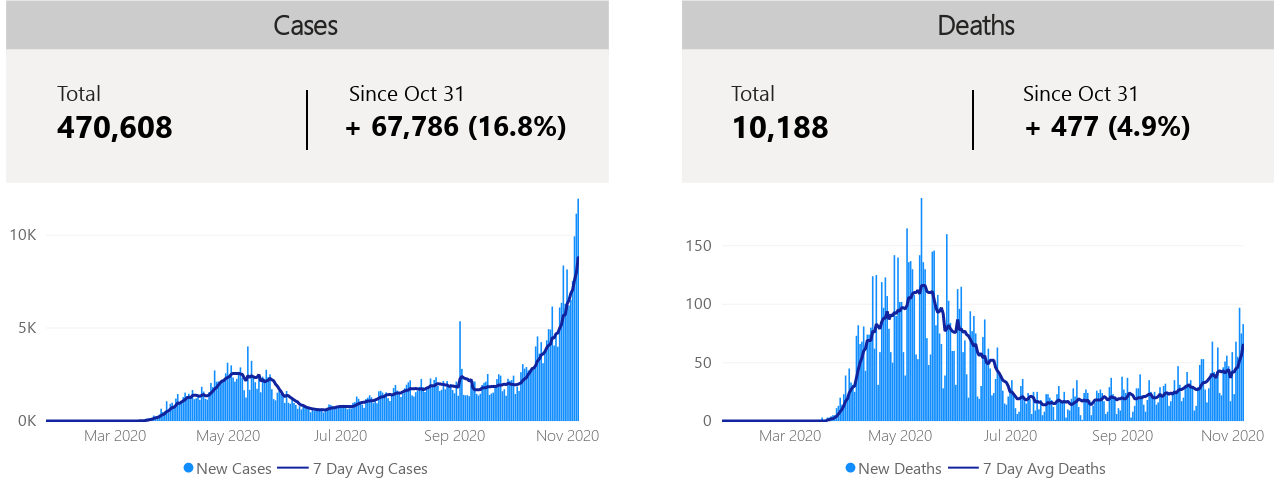 Cases
Total
470,608
Since Oct 31
+ 67,786 (16.8%)
10K
5K
0K
Mar 2020
May 2020
Jul 2020
Sep 2020
Nov 2020
New Cases
7 Day Avg Cases
Deaths
Total
10,188
Since Oct 31
+ 477 (4.9%)
150
100
50
0
Mar 2020
May 2020
Jul 2020
Sep 2020
Nov 2020
New Deaths
7 Day Avg Deaths